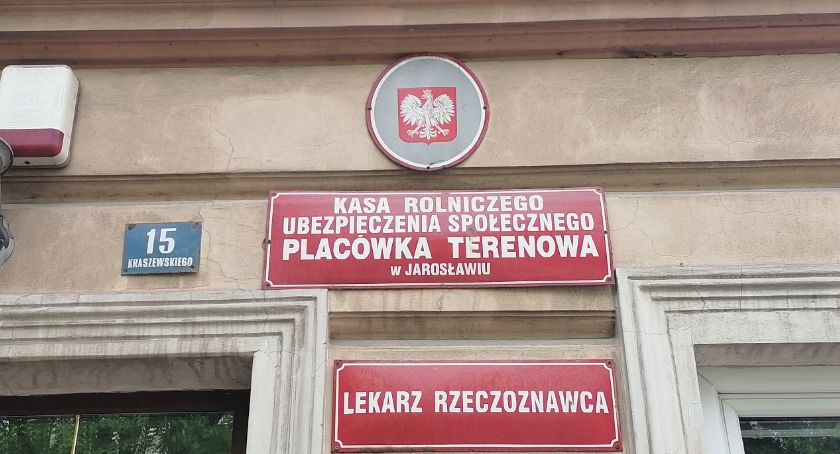 15
KRASZEWSKIEGO
KASA ROLNICZEGO
UBEZPIECZENIA SPOŁECZNEGO
PLACÓWKA TERENOWA
w JAROSŁAWIU
LEKARZ RZECZOZNAWCA